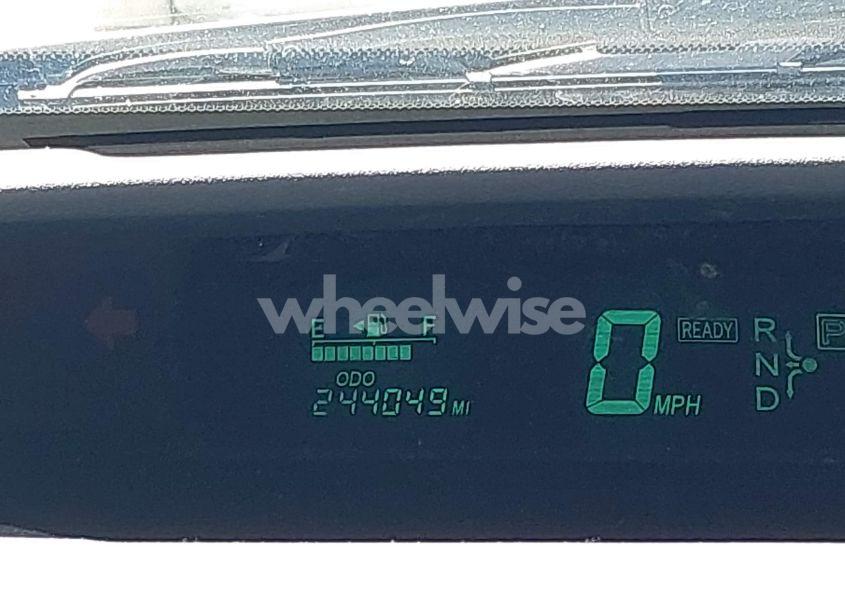 wheelwise
E F
ODO
244049 MI
0 MPH
READY
R
N
D
P